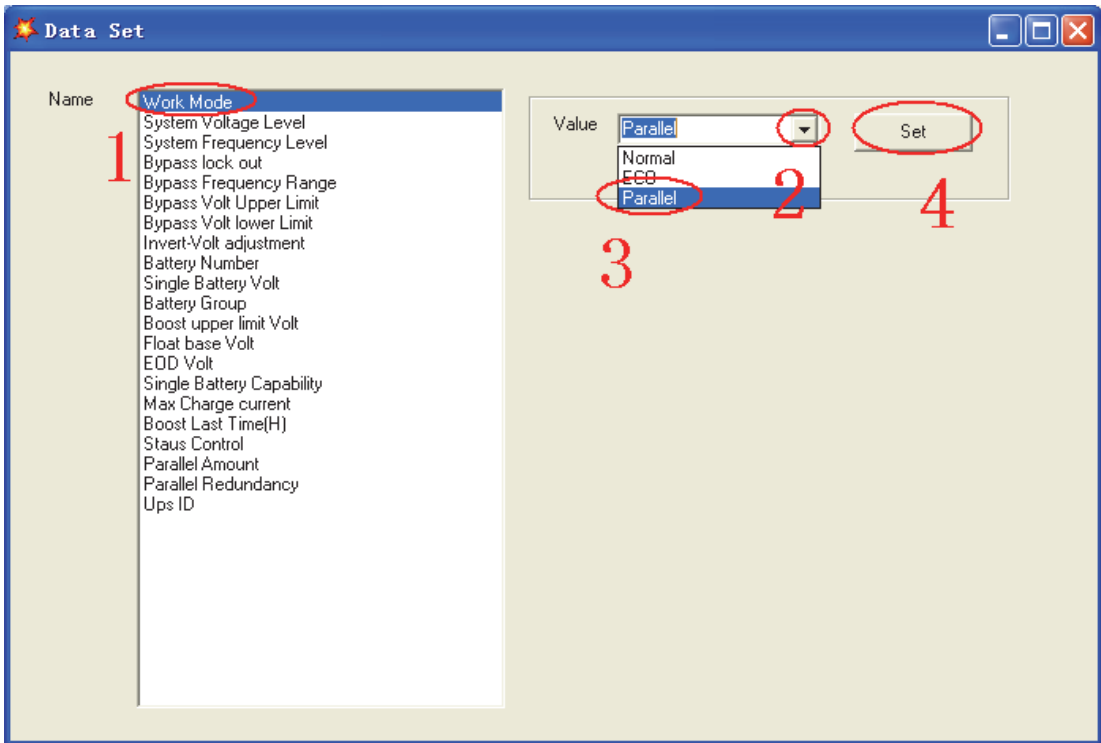 Data Set
Name
Work Mode
System Voltage Level
System Frequency Level
Bypass lock out
Bypass Frequency Range
Bypass Volt Upper Limit
Bypass Volt lower Limit
Invert-Volt adjustment
Battery Number
Single Battery Volt
Battery Group
Boost upper limit Volt
Float base Volt
EOD Volt
Single Battery Capability
Max Charge current
Boost Last Time(H)
Staus Control
Parallel Amount
Parallel Redundancy
Ups ID
1
Value
Parallel
Set
Normal
ECO
Parallel
2
3
4